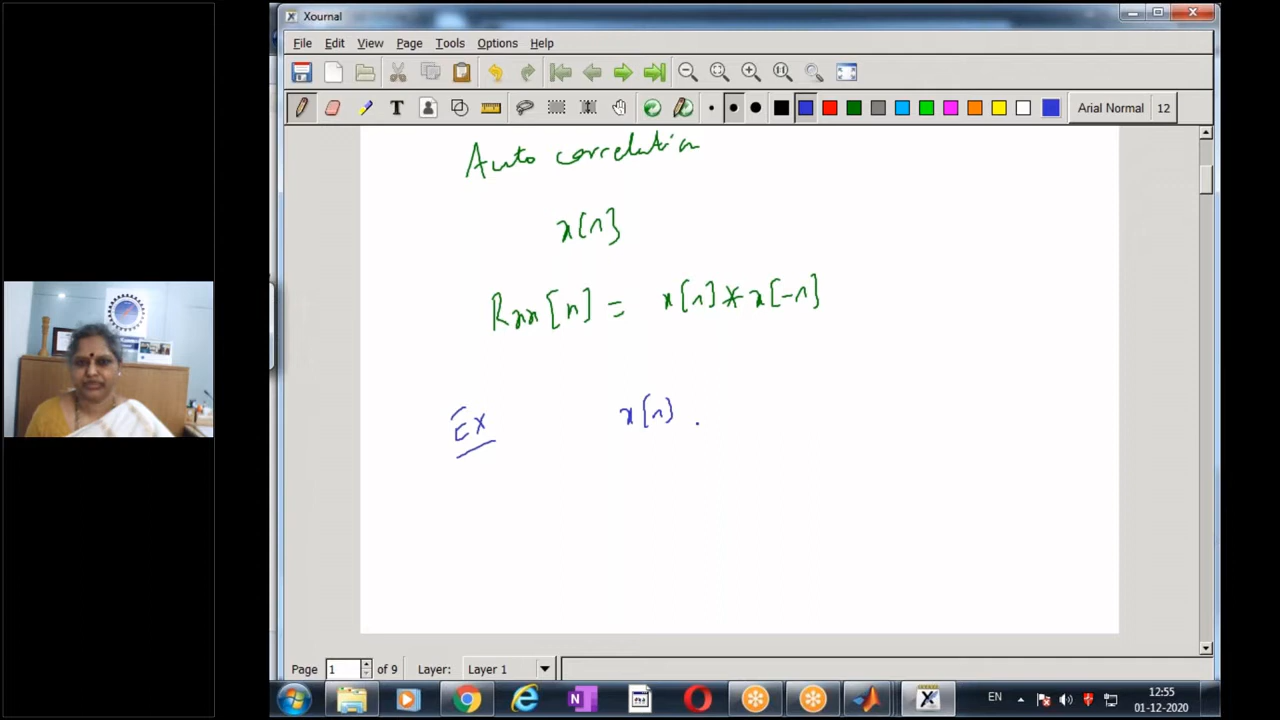 Xournal
File Edit View Page Tools Options Help
Arial Normal 12
Auto correlation
x[n]
Rxx[n] = x[n] * x[-n]
Ex x[n]
Page 1 of 9 Layer: Layer 1
EN 12:55
01-12-2020